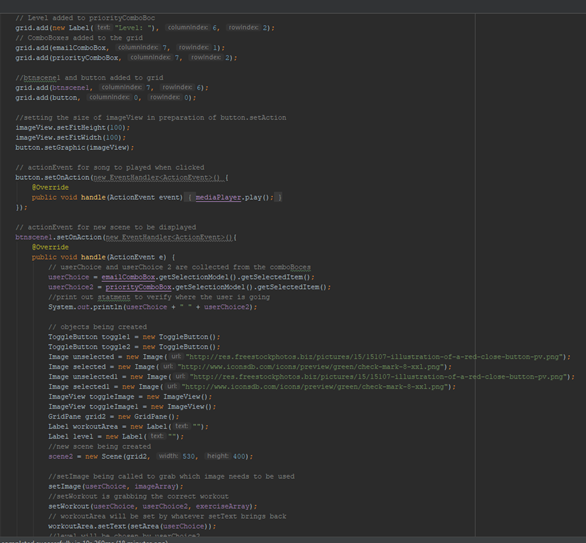 // Level added to priorityComboBoc
grid.add(new Label( text: "Level: "), columnIndex: 6, rowIndex: 2);
// ComboBoxes added to the grid
grid.add(emailComboBox, columnIndex: 7, rowIndex: 1);
grid.add(priorityComboBox, columnIndex: 7, rowIndex: 2);
//btnscene1 and button added to grid
grid.add(btnscene1, columnIndex: 7, rowIndex: 6);
grid.add(button, columnIndex: 0, rowIndex: 0);
//setting the size of imageView in preparation of button.setAction
imageView.setFitHeight(100);
imageView.setFitWidth(100);
button.setGraphic(imageView);
// actionEvent for song to played when clicked
button.setOnAction(new EventHandler<ActionEvent>() {
@Override
public void handle(ActionEvent event) { mediaPlayer.play(); }
});
// actionEvent for new scene to be displayed
btnscene1.setOnAction(new EventHandler<ActionEvent>(){
@Override
public void handle(ActionEvent e) {
// userChoice and userChoice 2 are collected from the comboBoces
userChoice = emailComboBox.getSelectionModel().getSelectedItem();
userChoice2 = priorityComboBox.getSelectionModel().getSelectedItem();
//print out statment to verify where the user is going
System.out.println(userChoice + " " + userChoice2);
// objects being created
ToggleButton toggle1 = new ToggleButton();
ToggleButton toggle2 = new ToggleButton();
Image unselected = new Image( url: "http://res.freestockphotos.biz/pictures/15/15107-illustration-of-a-red-close-button-pv.png");
Image selected = new Image( url: "http://www.iconsdb.com/icons/preview/green/check-mark-8-xxl.png");
Image unselected1 = new Image( url: "http://res.freestockphotos.biz/pictures/15/15107-illustration-of-a-red-close-button-pv.png");
Image selected1 = new Image( url: "http://www.iconsdb.com/icons/preview/green/check-mark-8-xxl.png");
ImageView toggleImage = new ImageView();
ImageView toggleImage1 = new ImageView();
GridPane grid2 = new GridPane();
Label workoutArea = new Label( text: "");
Label level = new Label( text: "");
//new scene being created
scene2 = new Scene(grid2, width: 530, height: 400);
//setImage being called to grab which image needs to be used
setImage(userChoice, imageArray);
//setWorkout is grabbing the correct workout
setWorkout(userChoice, userChoice2, exerciseArray);
// workoutArea will be set by whatever setText brings back
workoutArea.setText(setArea(userChoice));